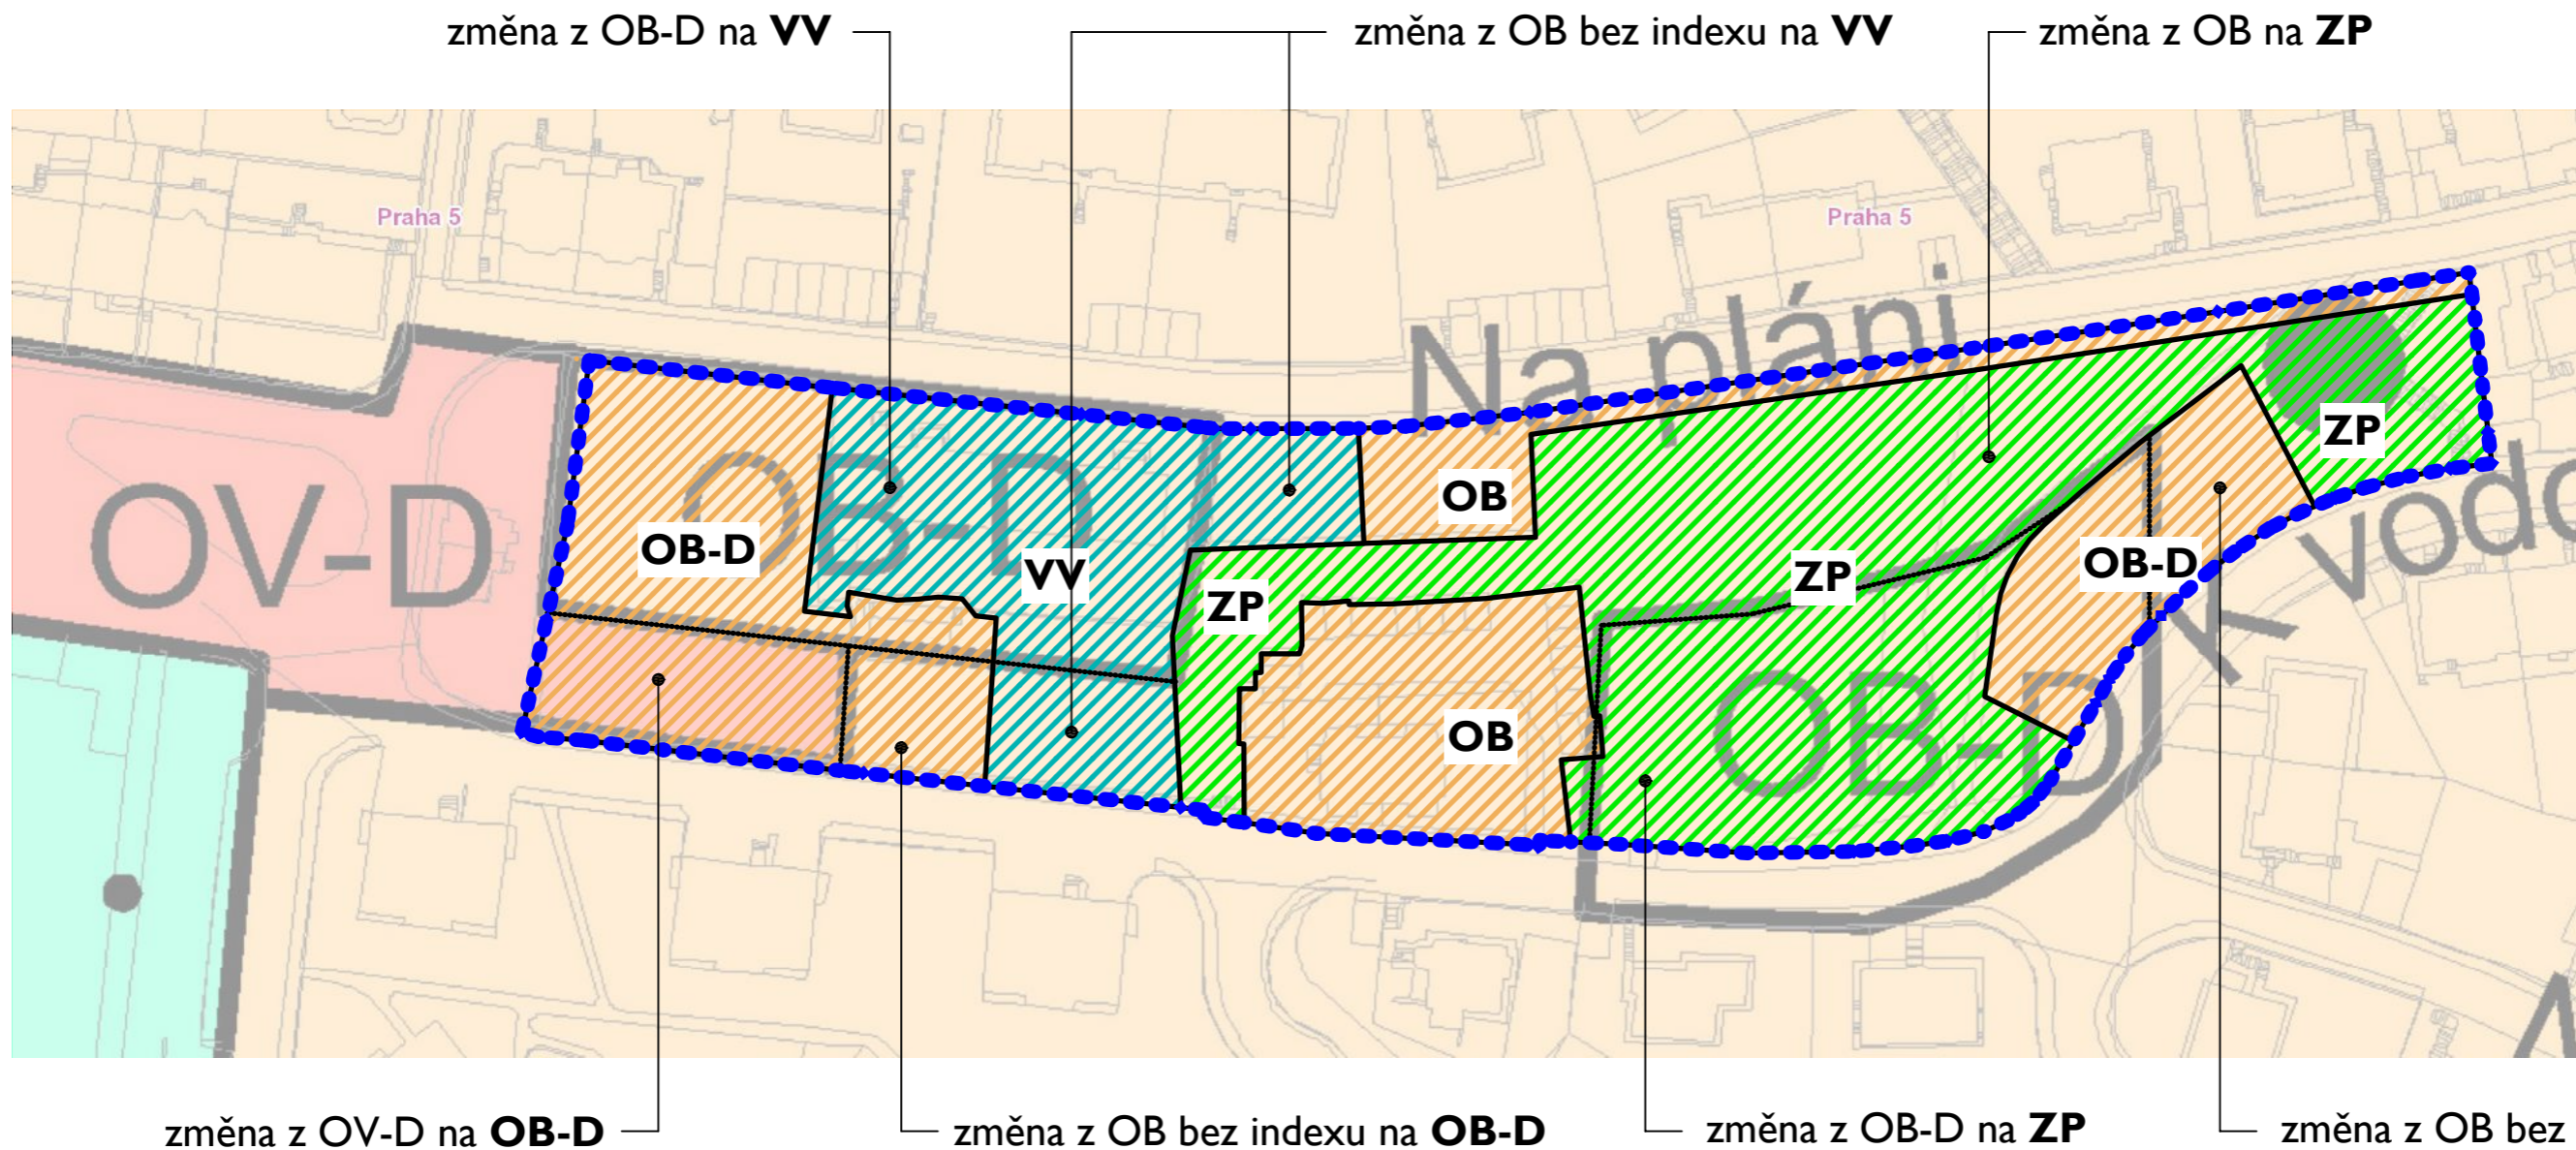 změna z OB-D na VV
změna z OB bez indexu na VV
změna z OB na ZP
Praha 5
Praha 5
Na pláni
ZP
OB
OV-D
OB-D
OB-D
VV
ZP
ZP
OB-D
K vodo
OB
OB-D
změna z OV-D na OB-D
změna z OB bez indexu na OB-D
změna z OB-D na ZP
změna z OB bez